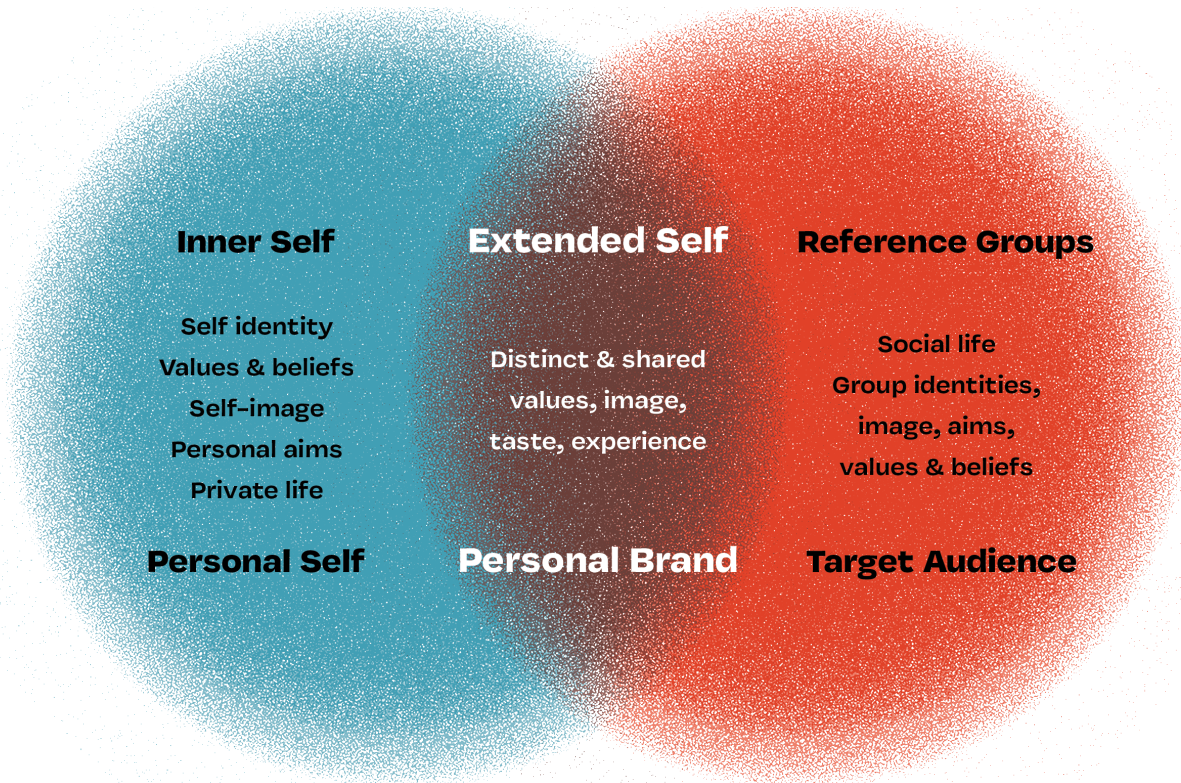 Inner Self
Self identity
Values & beliefs
Self-image
Personal aims
Private life
Personal Self
Extended Self
Distinct & shared
values, image,
taste, experience
Personal Brand
Reference Groups
Social life
Group identities,
image, aims,
values & beliefs
Target Audience